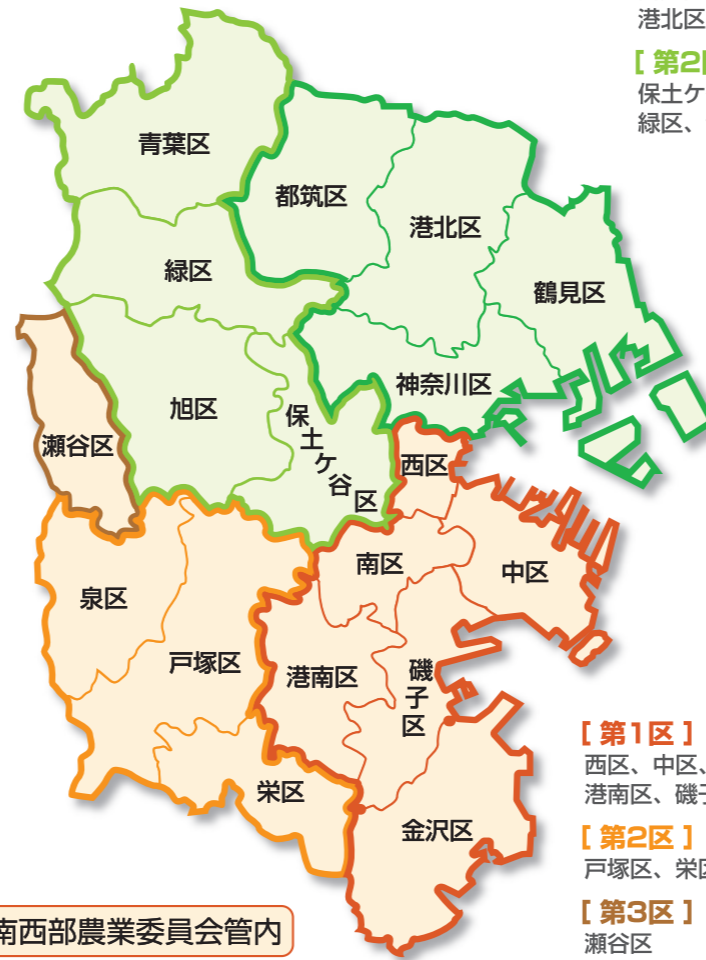 港北区
[ 第2
保土ケ
緑区、
青葉区
都筑区
港北区
緑区
鶴見区
神奈川区
旭区
保土ケ谷区
瀬谷区
西区
南区
中区
泉区
戸塚区
港南区
磯子区
栄区
金沢区
[ 第1区 ]
西区、中区、
港南区、磯
[ 第2区 ]
戸塚区、栄
[ 第3区 ]
瀬谷区
南西部農業委員会管内